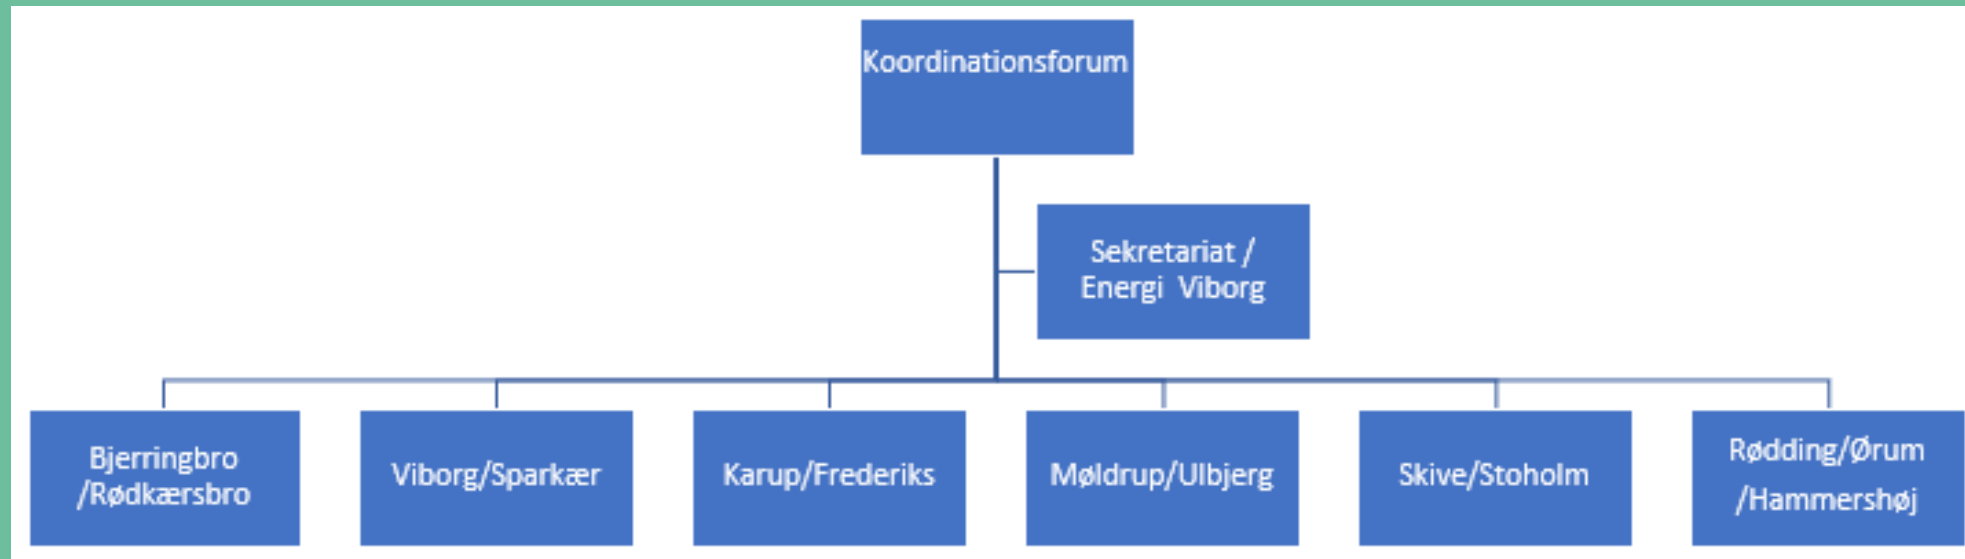 Koordinationsforum
Sekretariat /
Energi Viborg
Bjerringbro
/Rødkærsbro
Viborg/Sparkær
Karup/Frederiks
Møldrup/Ulbjerg
Skive/Stoholm
Rødding/Ørum
/Hammershøj